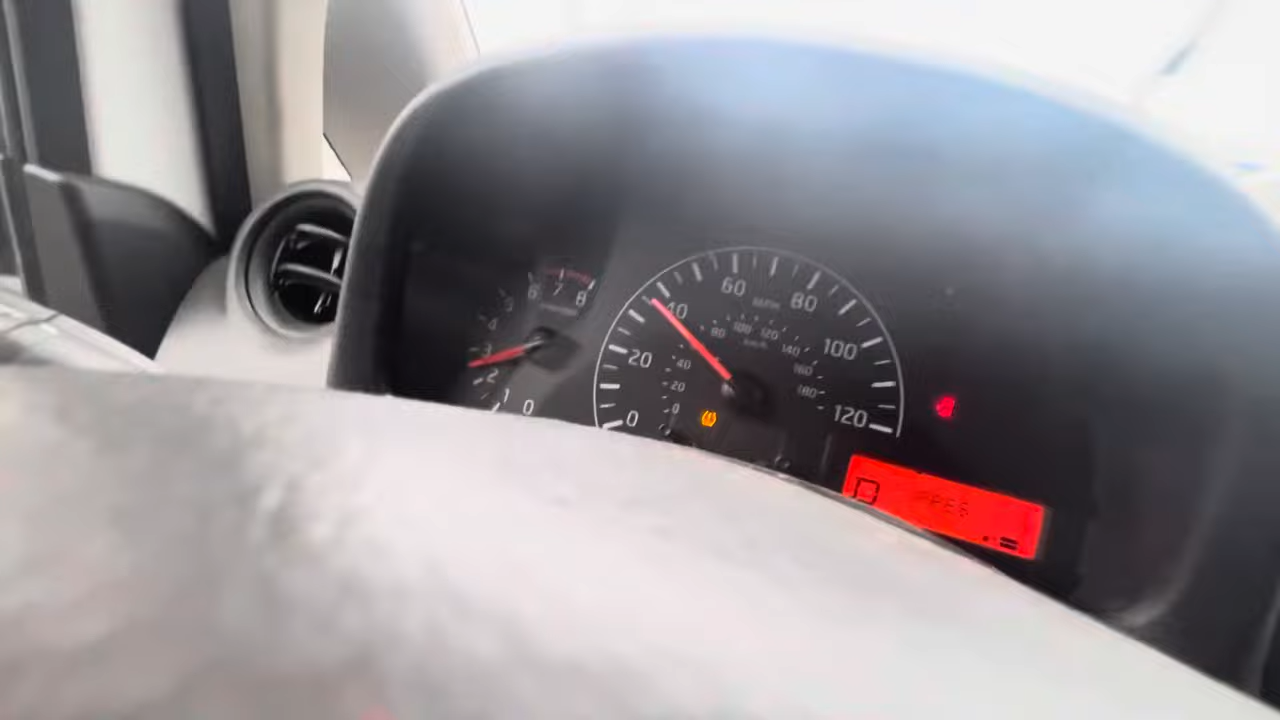 0 1 2 3 4 5 6 7 8
0 20 40 60 80 100 120
MPH
0 20 40 80 100 120 140 160 180
km/h
D